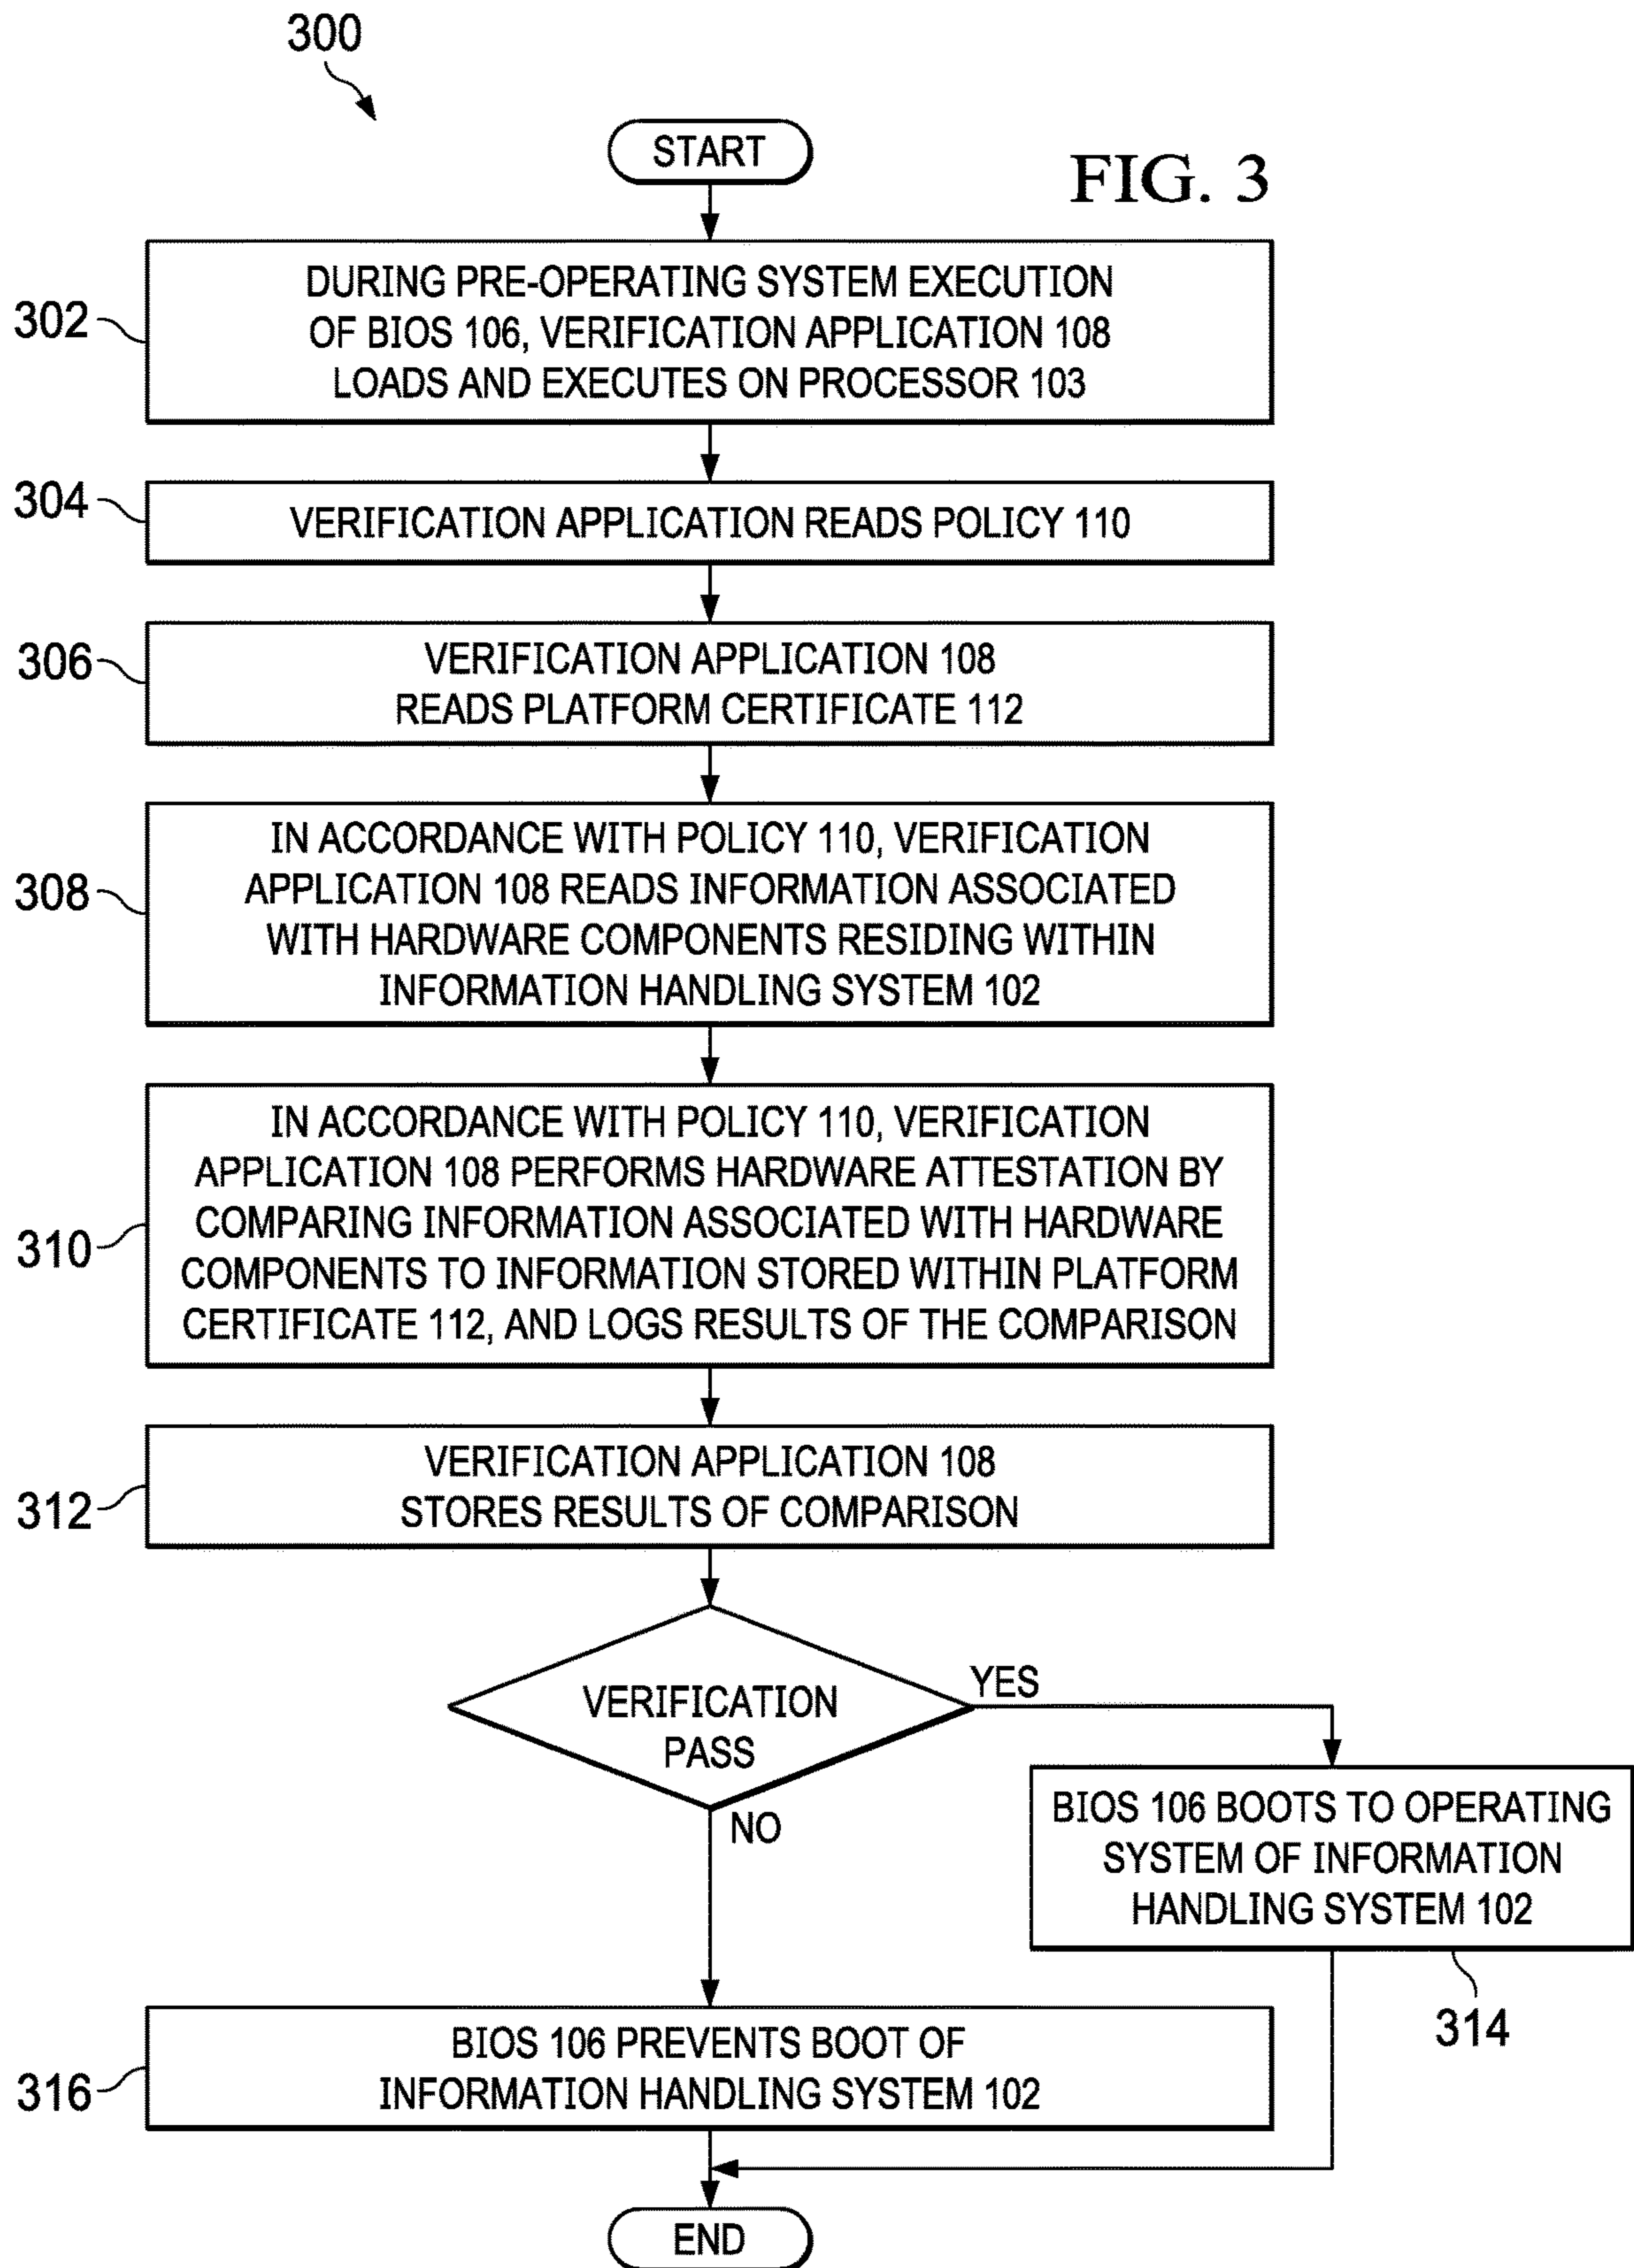 300
START
FIG. 3
302
DURING PRE-OPERATING SYSTEM EXECUTION
OF BIOS 106, VERIFICATION APPLICATION 108
LOADS AND EXECUTES ON PROCESSOR 103
304
VERIFICATION APPLICATION READS POLICY 110
306
VERIFICATION APPLICATION 108
READS PLATFORM CERTIFICATE 112
308
IN ACCORDANCE WITH POLICY 110, VERIFICATION
APPLICATION 108 READS INFORMATION ASSOCIATED
WITH HARDWARE COMPONENTS RESIDING WITHIN
INFORMATION HANDLING SYSTEM 102
310
IN ACCORDANCE WITH POLICY 110, VERIFICATION
APPLICATION 108 PERFORMS HARDWARE ATTESTATION BY
COMPARING INFORMATION ASSOCIATED WITH HARDWARE
COMPONENTS TO INFORMATION STORED WITHIN PLATFORM
CERTIFICATE 112, AND LOGS RESULTS OF THE COMPARISON
312
VERIFICATION APPLICATION 108
STORES RESULTS OF COMPARISON
VERIFICATION
PASS
YES
NO
BIOS 106 BOOTS TO OPERATING
SYSTEM OF INFORMATION
HANDLING SYSTEM 102
314
316
BIOS 106 PREVENTS BOOT OF
INFORMATION HANDLING SYSTEM 102
END